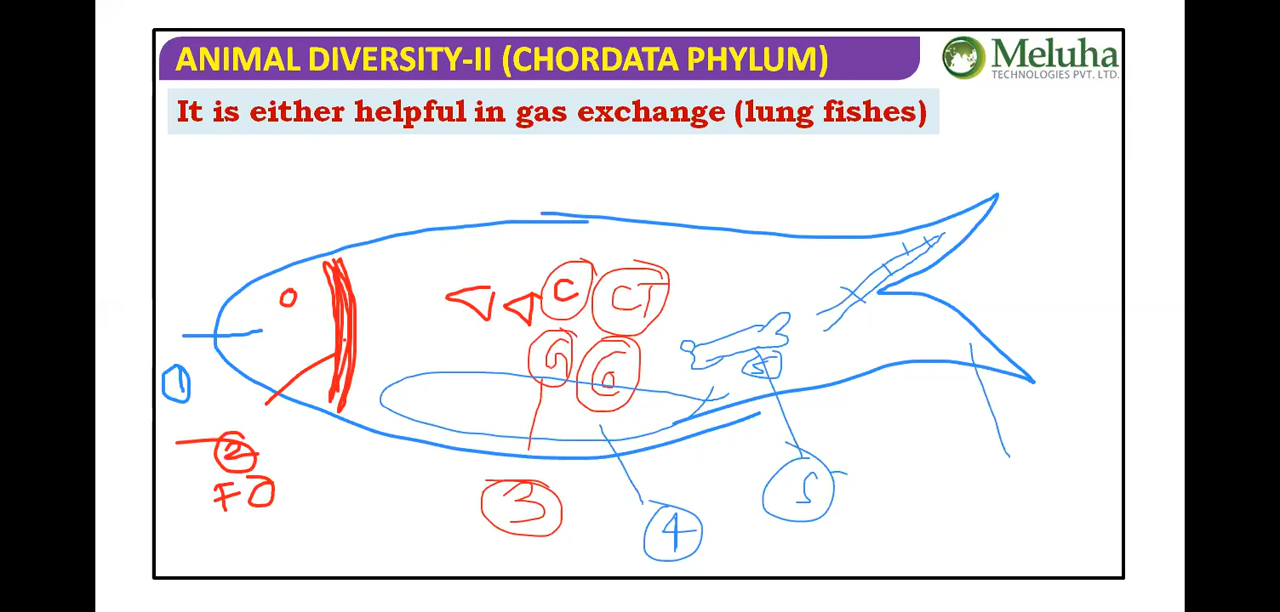 ANIMAL DIVERSITY-II (CHORDATA PHYLUM)
Meluha
TECHNOLOGIES PVT. LTD.
It is either helpful in gas exchange (lung fishes)
C CT
G
5
1
2
3
4
5